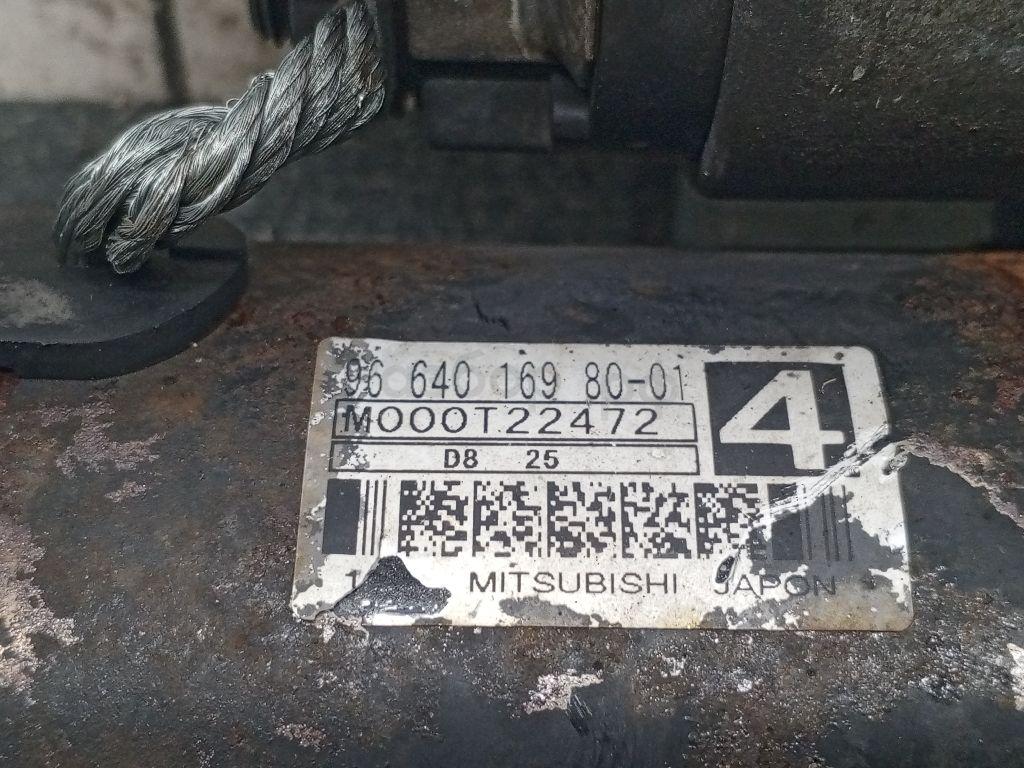 96 640 169 80-01
4
M000T22472
D8 25
MITSUBISHI JAPON